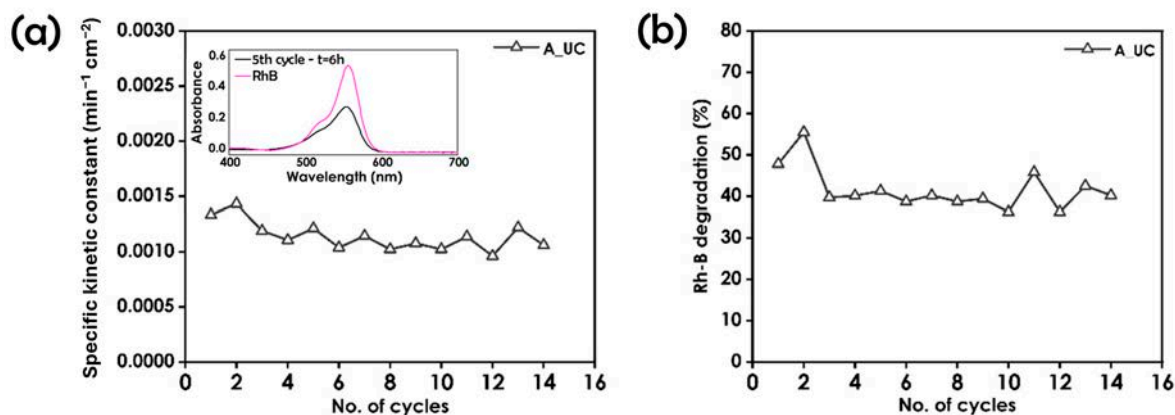 (a)
Specific kinetic constant (min⁻¹ cm⁻²)
0.0030
0.0025
0.0020
0.0015
0.0010
0.0005
0.0000
0 2 4 6 8 10 12 14 16
No. of cycles
A_UC
Absorbance
0.6
0.4
0.2
0.0
400 500 600 700
Wavelength (nm)
5th cycle - t=6h
RhB
(b)
Rh-B degradation (%)
80
70
60
50
40
30
20
10
0
0 2 4 6 8 10 12 14 16
No. of cycles
A_UC